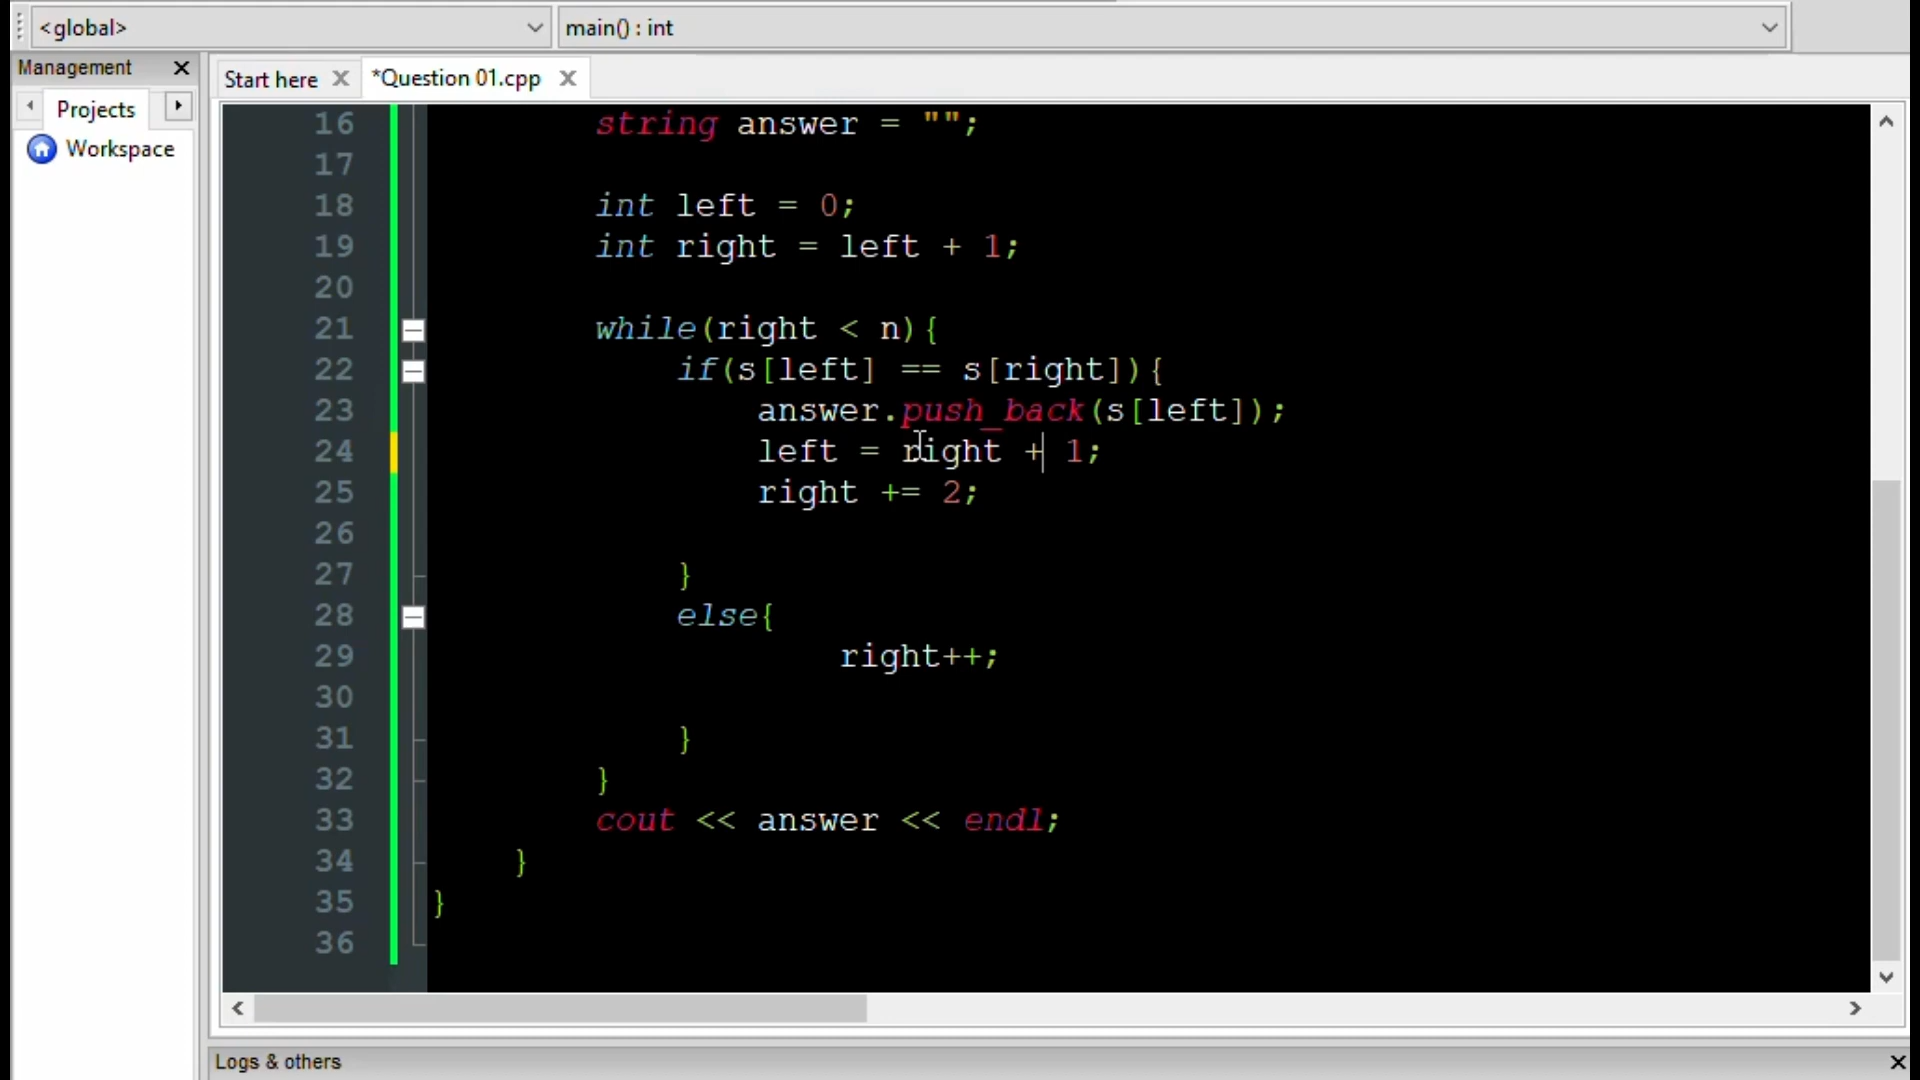 <global>
main() : int
Management
Start here
*Question 01.cpp
Projects
Workspace
16 string answer = "";
17
18 int left = 0;
19 int right = left + 1;
20
21 while(right < n){
22 if(s[left] == s[right]){
23 answer.push_back(s[left]);
24 left = right + 1;
25 right += 2;
26
27 }
28 else{
29 right++;
30
31 }
32 }
33 cout << answer << endl;
34 }
35 }
36
Logs & others